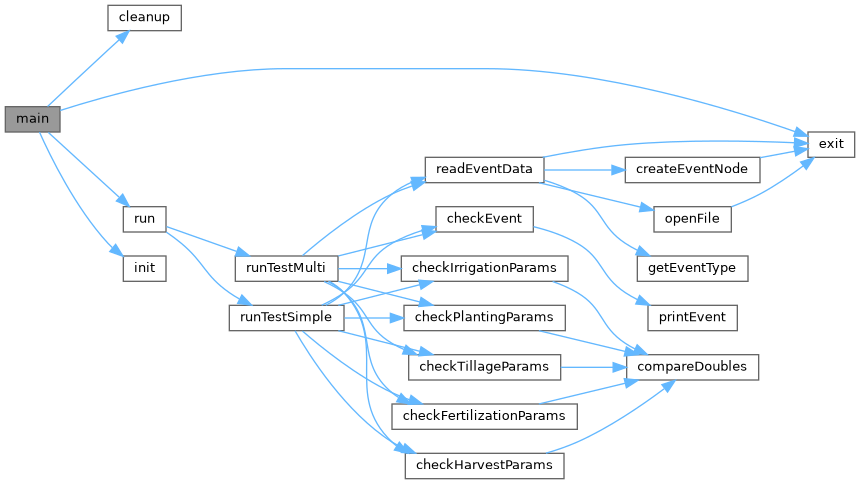 cleanup
main
exit
readEventData
createEventNode
run
checkEvent
openFile
init
runTestMulti
checkIrrigationParams
getEventType
runTestSimple
checkPlantingParams
printEvent
checkTillageParams
compareDoubles
checkFertilizationParams
checkHarvestParams